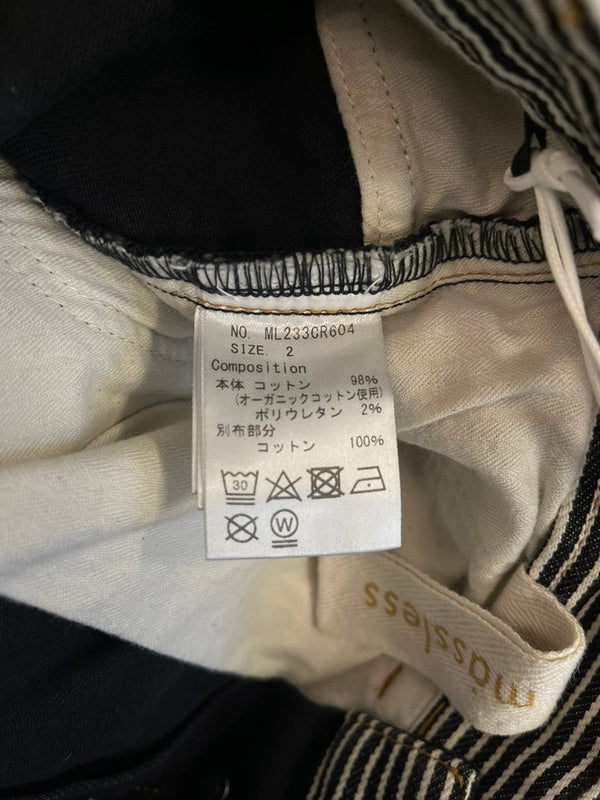 NO. ML233CR604
SIZE. 2
Composition
本体 コットン 98%
(オーガニックコットン使用)
ポリウレタン 2%
別布部分
コットン 100%
30
W
mässless